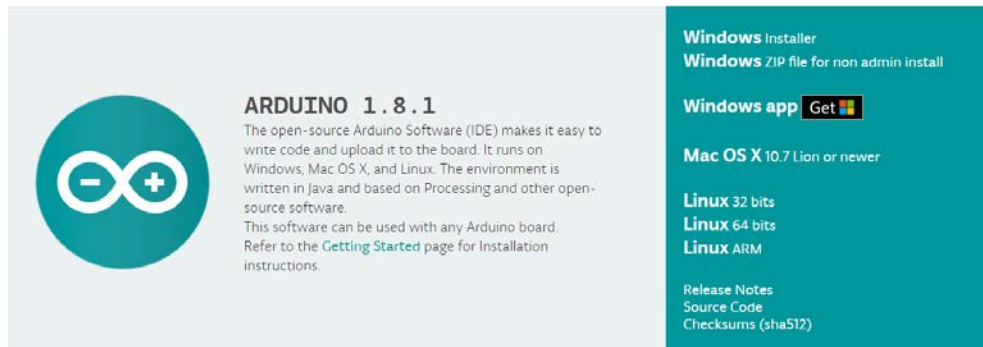 ARDUINO 1.8.1
The open-source Arduino Software (IDE) makes it easy to
write code and upload it to the board. It runs on
Windows, Mac OS X, and Linux. The environment is
written in Java and based on Processing and other open-
source software.
This software can be used with any Arduino board.
Refer to the Getting Started page for Installation
instructions.
Windows Installer
Windows ZIP file for non admin install
Windows app Get
Mac OS X 10.7 Lion or newer
Linux 32 bits
Linux 64 bits
Linux ARM
Release Notes
Source Code
Checksums (sha512)